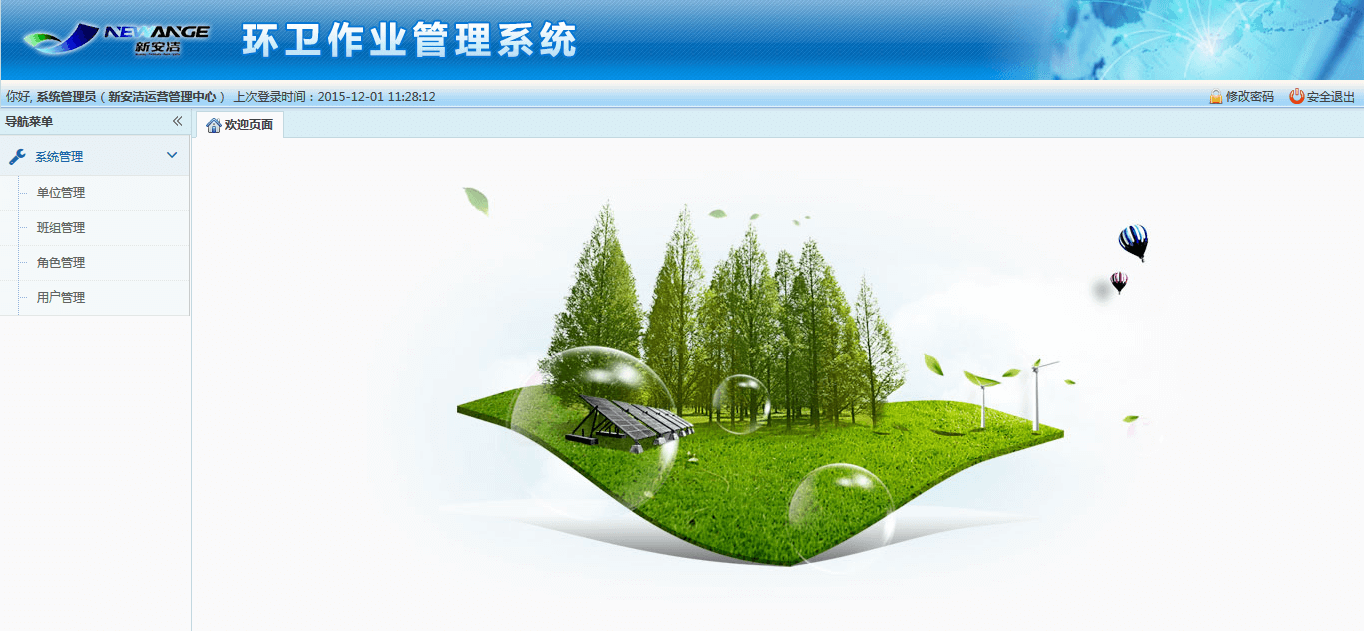 NEWANGE
新安洁
环卫作业管理系统
你好, 系统管理员 ( 新安洁运营管理中心 ) 上次登录时间：2015-12-01 11:28:12
修改密码 安全退出
导航菜单
欢迎页面
系统管理
单位管理
班组管理
角色管理
用户管理